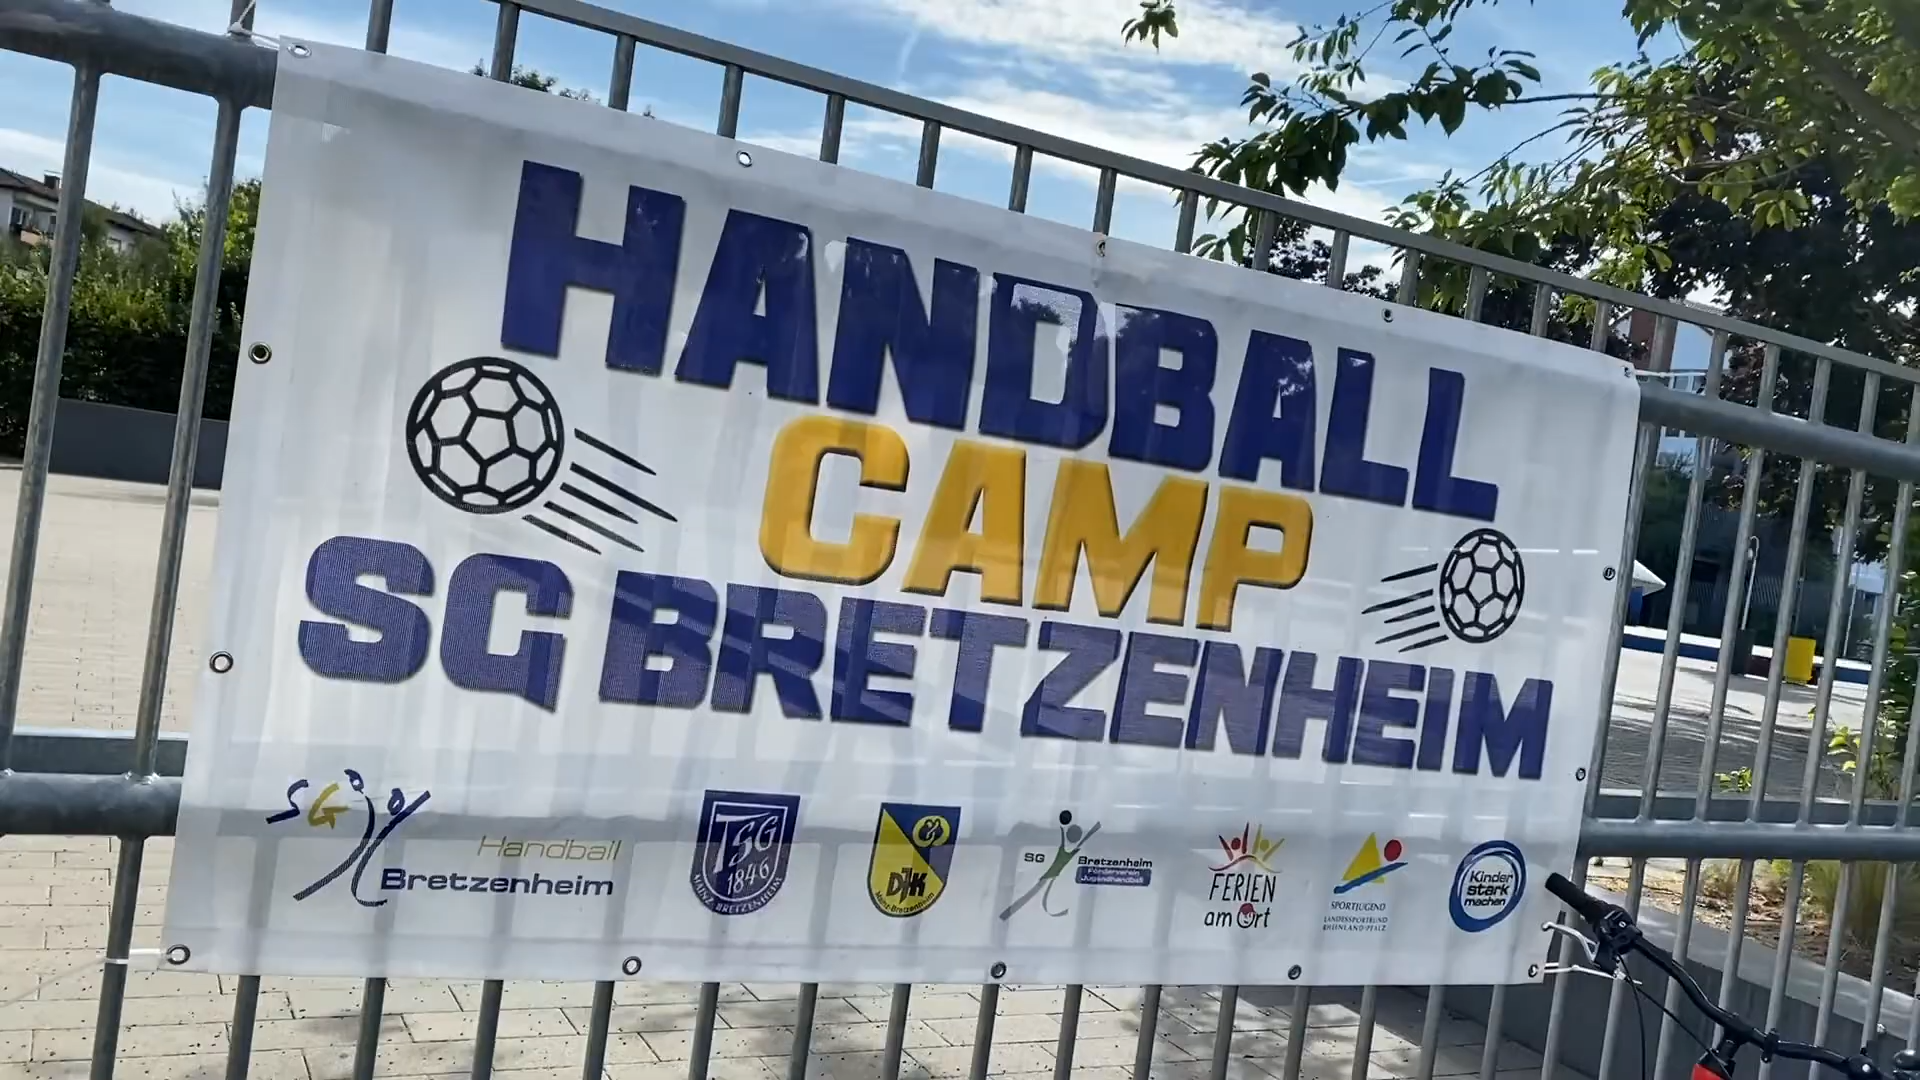 HANDBALL
CAMP
SG BRETZENHEIM
SG
Handball
Bretzenheim
TSG
1846
MAINZ-BRETZENHEIM
DJK
Mainz-Bretzenheim
SG Bretzenheim
Förderverein
Jugendhandball
FERIEN
am Ort
SPORTJUGEND
LANDESSPORTBUND
RHEINLAND-PFALZ
Kinder
stark
machen